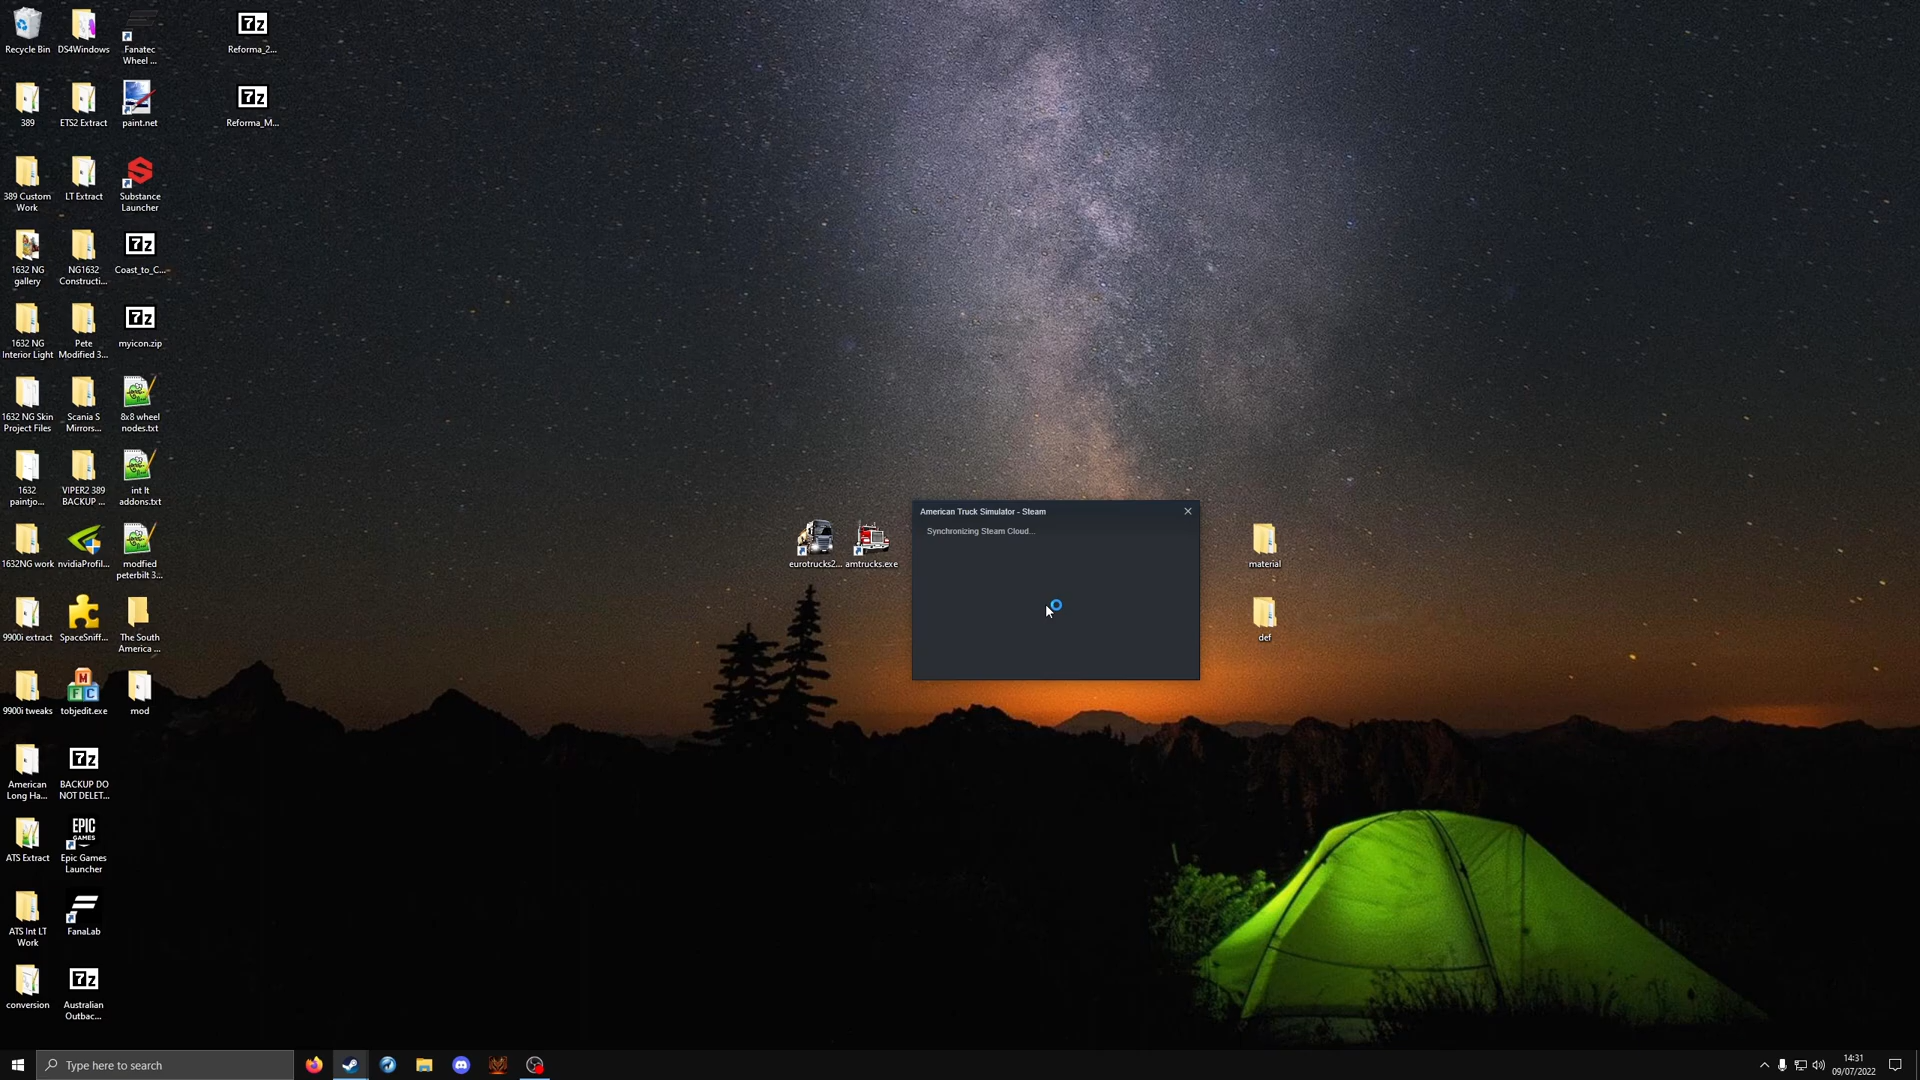 Recycle Bin
DS4Windows
Fanatec
Wheel ...
Reforma_2...
389
ETS2 Extract
paint.net
Reforma_M...
389 Custom
Work
LT Extract
Substance
Launcher
1632 NG
gallery
NG1632
Constructi...
Coast_to_C...
1632 NG
Interior Light
Pete
Modified 3...
myicon.zip
1632 NG Skin
Project Files
Scania S
Mirrors...
8x8 wheel
nodes.txt
1632
paintjo...
VIPER2 389
BACKUP ...
int lt
addons.txt
1632NG work
nvidiaProfil...
modfied
peterbilt 3...
9900i extract
SpaceSniff...
The South
America ...
9900i tweaks
tobjedit.exe
mod
American
Long Ha...
BACKUP DO
NOT DELET...
ATS Extract
Epic Games
Launcher
ATS Int LT
Work
FanaLab
conversion
Australian
Outbac...
eurotrucks2...
amtrucks.exe
American Truck Simulator - Steam
Synchronizing Steam Cloud...
material
def
Type here to search
14:31
09/07/2022